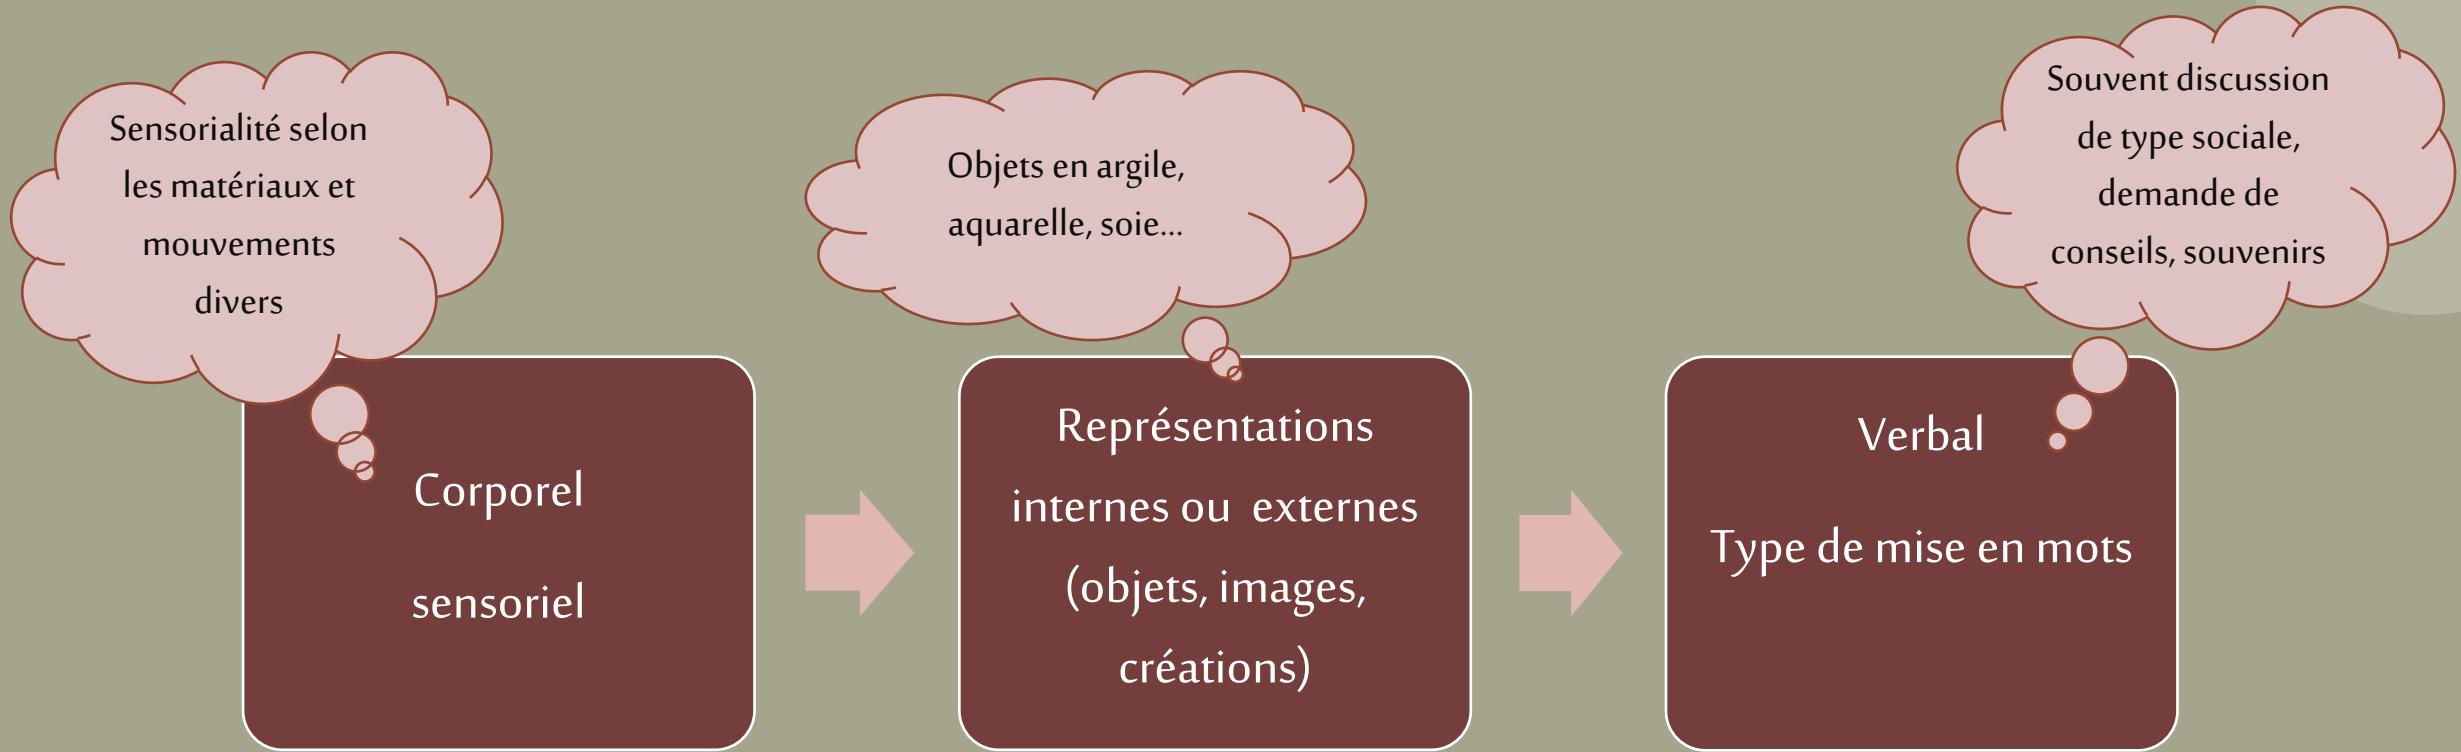 Sensorialité selon
les matériaux et
mouvements
divers
Corporel
sensoriel
Objets en argile,
aquarelle, soie...
Représentations
internes ou externes
(objets, images,
créations)
Souvent discussion
de type sociale,
demande de
conseils, souvenirs
Verbal
Type de mise en mots